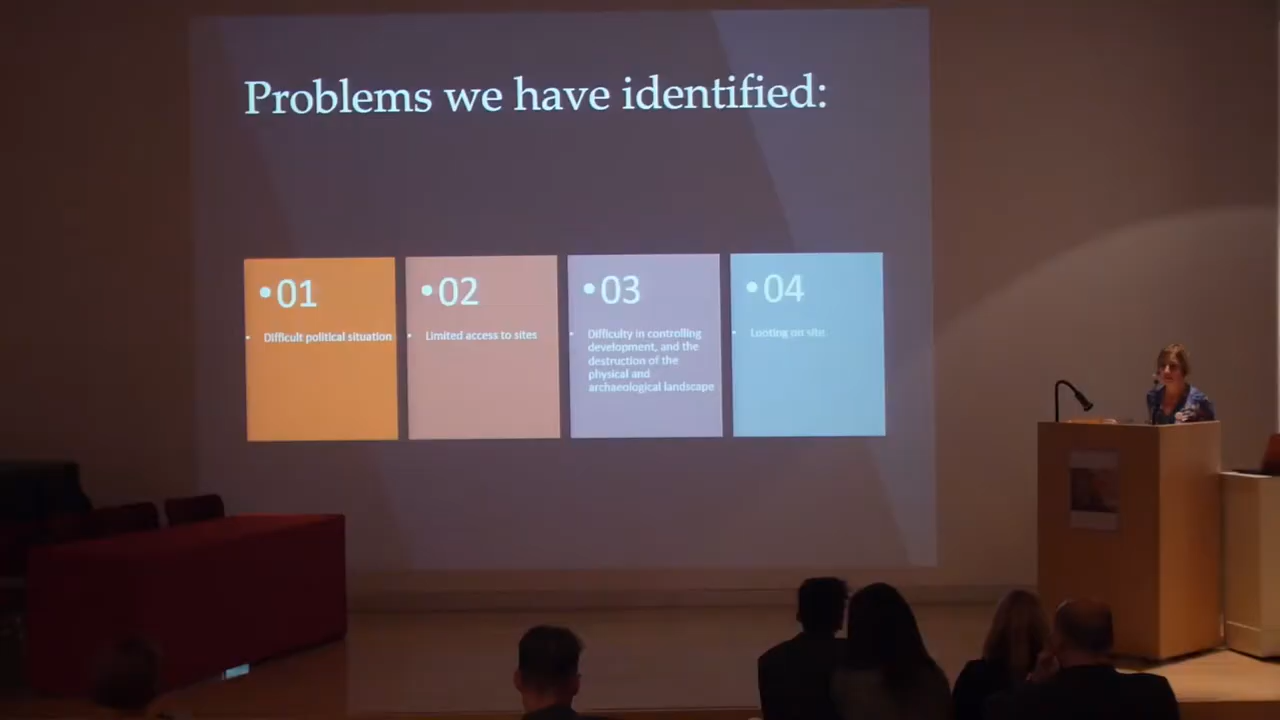 Problems we have identified:
•01
• Difficult political situation
•02
• Limited access to sites
•03
• Difficulty in controlling
development, and the
destruction of the
physical and
archaeological landscape
•04
• Looting on site